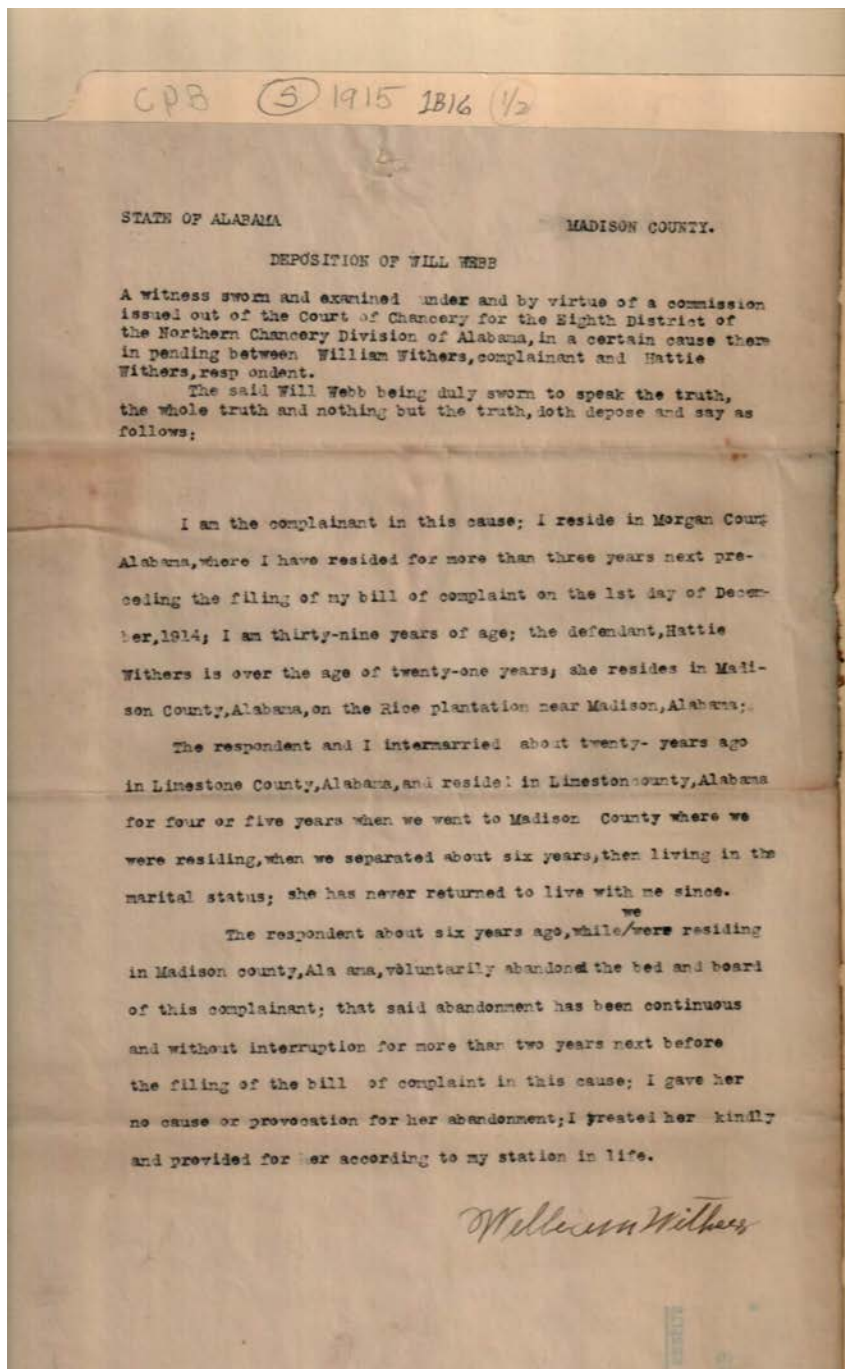 CPB (S) 1915 1B16 (1/2)
STATE OF ALABAMA MADISON COUNTY.
DEPOSITION OF WILL WEBB
A witness sworn and examined under and by virtue of a commission
issued out of the Court of Chancery for the Eighth District of
the Northern Chancery Division of Alabama,in a certain cause there
in pending between William Withers,complainant and Hattie
Withers,resp ondent.
The said Will Webb being duly sworn to speak the truth,
the whole truth and nothing but the truth,doth depose and say as
follows;
I am the complainant in this cause; I reside in Morgan Count
Alabama,where I have resided for more than three years next pre-
ceding the filing of my bill of complaint on the 1st day of Decem-
ber,1914; I am thirty-nine years of age; the defendant,Hattie
Withers is over the age of twenty-one years; she resides in Madi-
son County,Alabama,on the Rice plantation near Madison,Alabama;
The respondent and I intermarried about twenty- years ago
in Limestone County,Alabama,and resided in Limeston county,Alabama
for four or five years when we went to Madison County where we
were residing,when we separated about six years,then living in the
marital status; she has never returned to live with me since.
The respondent about six years ago,while/we were residing
in Madison county,Ala ama,voluntarily abandoned the bed and board
of this complainant; that said abandonment has been continuous
and without interruption for more than two years next before
the filing of the bill of complaint in this cause; I gave her
no cause or provocation for her abandonment;I treated her kindly
and provided for her according to my station in life.
William Withers